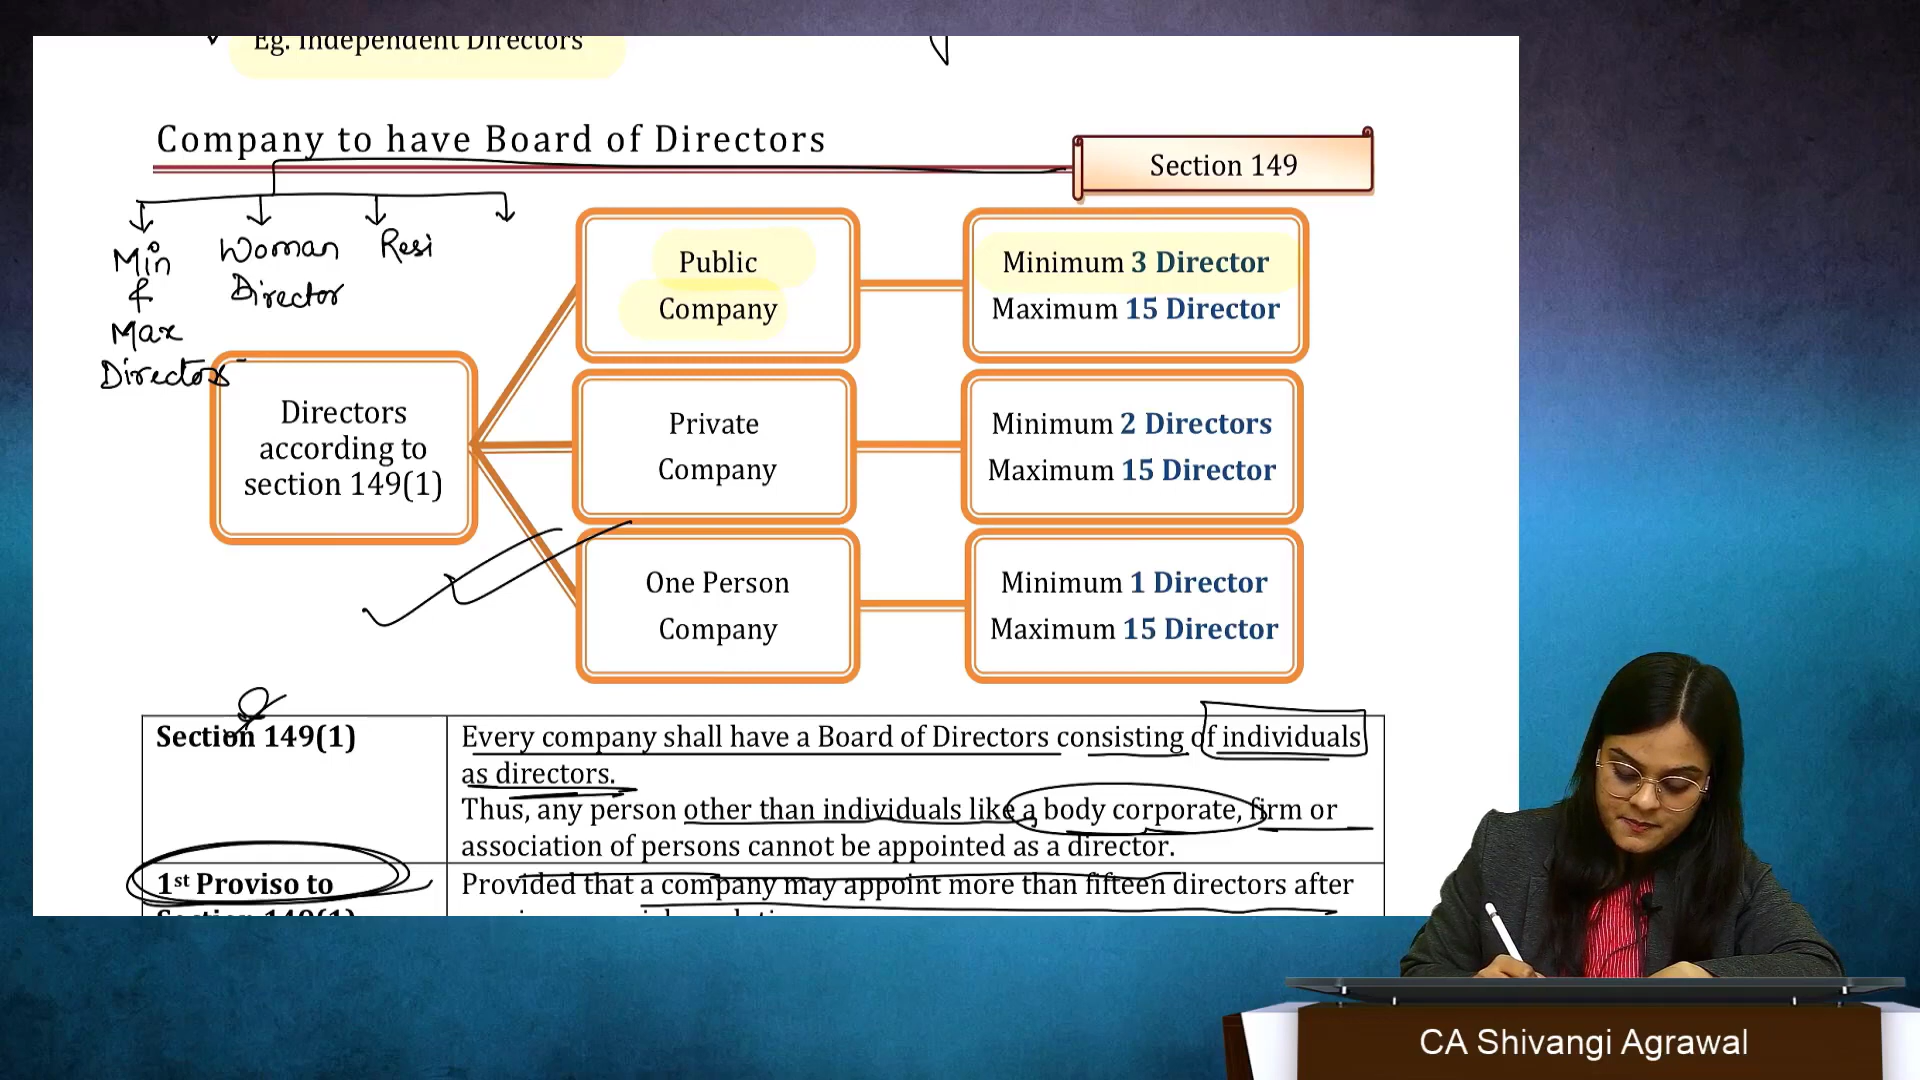 Eg. Independent Directors
Company to have Board of Directors
Section 149
Min
&
Max
Directors
Woman
Director
Resi
Directors
according to
section 149(1)
Public
Company
Minimum 3 Director
Maximum 15 Director
Private
Company
Minimum 2 Directors
Maximum 15 Director
One Person
Company
Minimum 1 Director
Maximum 15 Director
Section 149(1)
Every company shall have a Board of Directors consisting of individuals
as directors.
Thus, any person other than individuals like a body corporate, firm or
association of persons cannot be appointed as a director.
1st Proviso to
Provided that a company may appoint more than fifteen directors after
CA Shivangi Agrawal